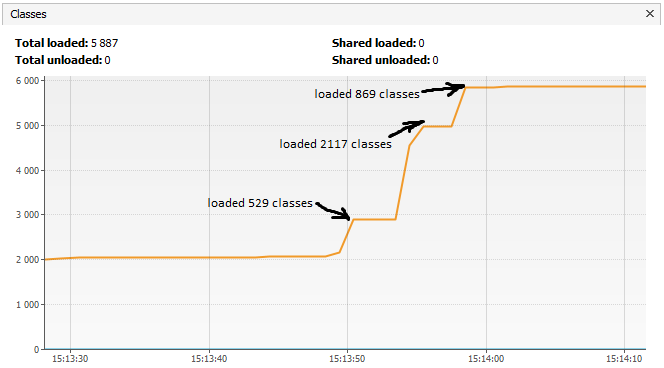 Classes
Total loaded: 5 887
Shared loaded: 0
Total unloaded: 0
Shared unloaded: 0
6 000
loaded 869 classes
5 000
loaded 2117 classes
4 000
3 000
loaded 529 classes
2 000
1 000
0
15:13:30
15:13:40
15:13:50
15:14:00
15:14:10